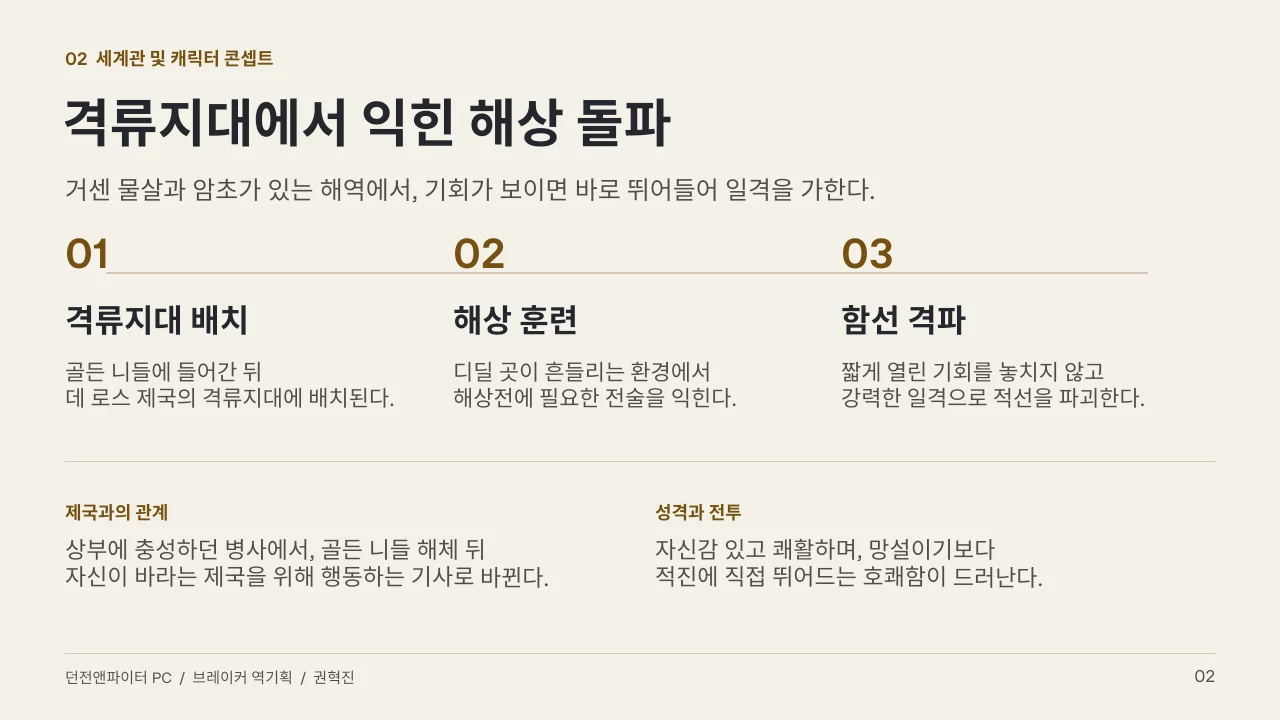 02 세계관 및 캐릭터 콘셉트
격류지대에서 익힌 해상 돌파
거센 물살과 암초가 있는 해역에서, 기회가 보이면 바로 뛰어들어 일격을 가한다.
01
격류지대 배치
골든 니들에 들어간 뒤
데 로스 제국의 격류지대에 배치된다.
02
해상 훈련
디딜 곳이 흔들리는 환경에서
해상전에 필요한 전술을 익힌다.
03
함선 격파
짧게 열린 기회를 놓치지 않고
강력한 일격으로 적선을 파괴한다.
제국과의 관계
상부에 충성하던 병사에서, 골든 니들 해체 뒤
자신이 바라는 제국을 위해 행동하는 기사로 바뀐다.
성격과 전투
자신감 있고 쾌활하며, 망설이기보다
적진에 직접 뛰어드는 호쾌함이 드러난다.
던전앤파이터 PC / 브레이커 역기획 / 권혁진
02